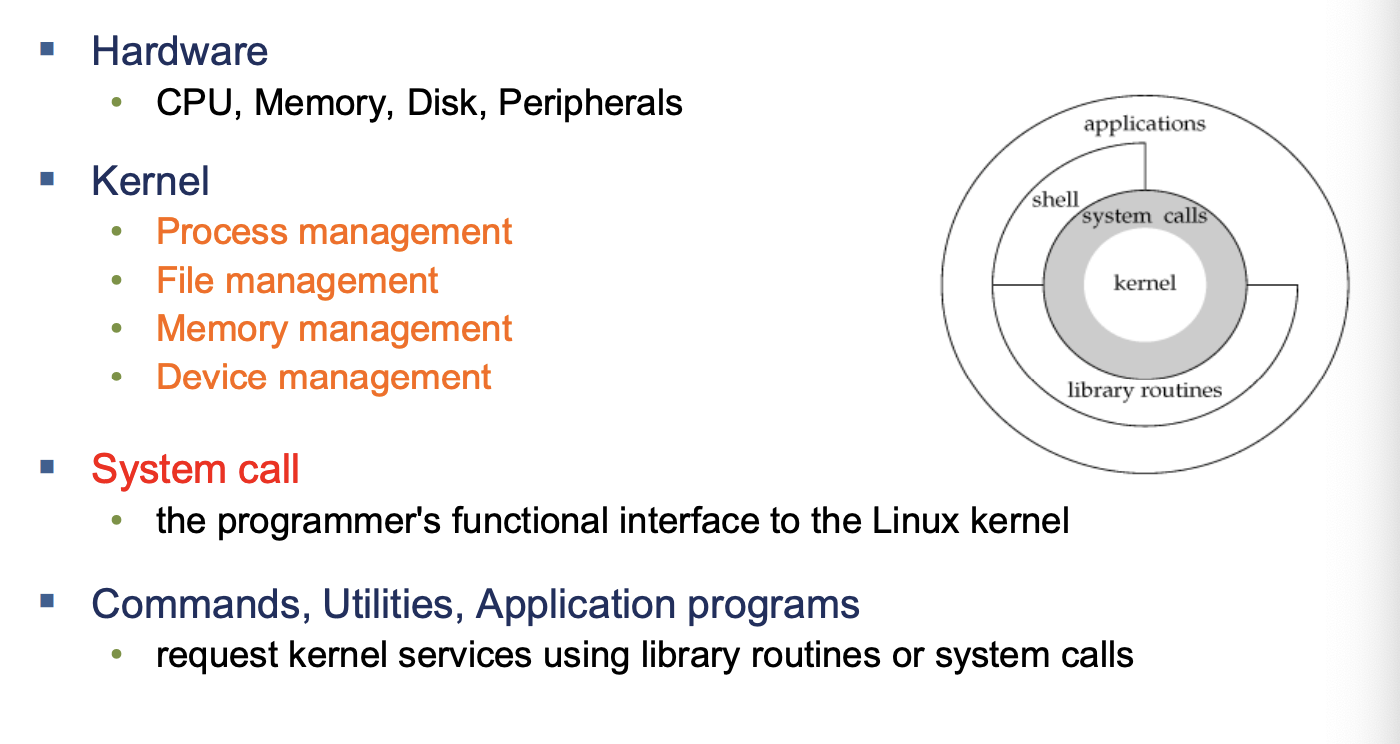 Hardware
CPU, Memory, Disk, Peripherals
Kernel
Process management
File management
Memory management
Device management
System call
the programmer's functional interface to the Linux kernel
Commands, Utilities, Application programs
request kernel services using library routines or system calls
applications
shell
system calls
kernel
library routines